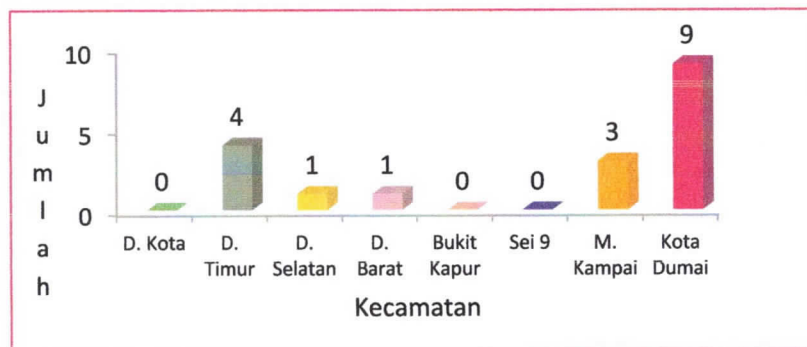 Jumlah
10
5
0
0
4
1
1
0
0
3
9
D. Kota
D. Timur
D. Selatan
D. Barat
Bukit Kapur
Sei 9
M. Kampai
Kota Dumai
Kecamatan